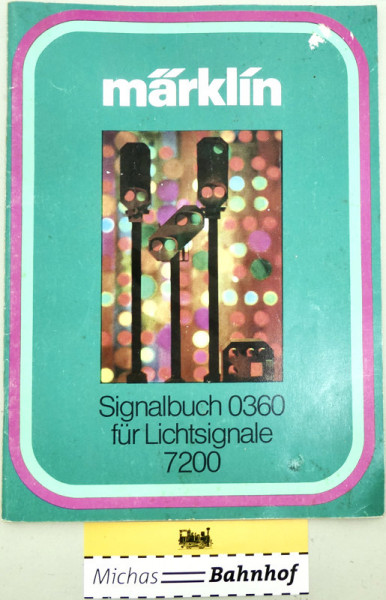 märklin
Signalbuch 0360
für Lichtsignale
7200
Michas Bahnhof